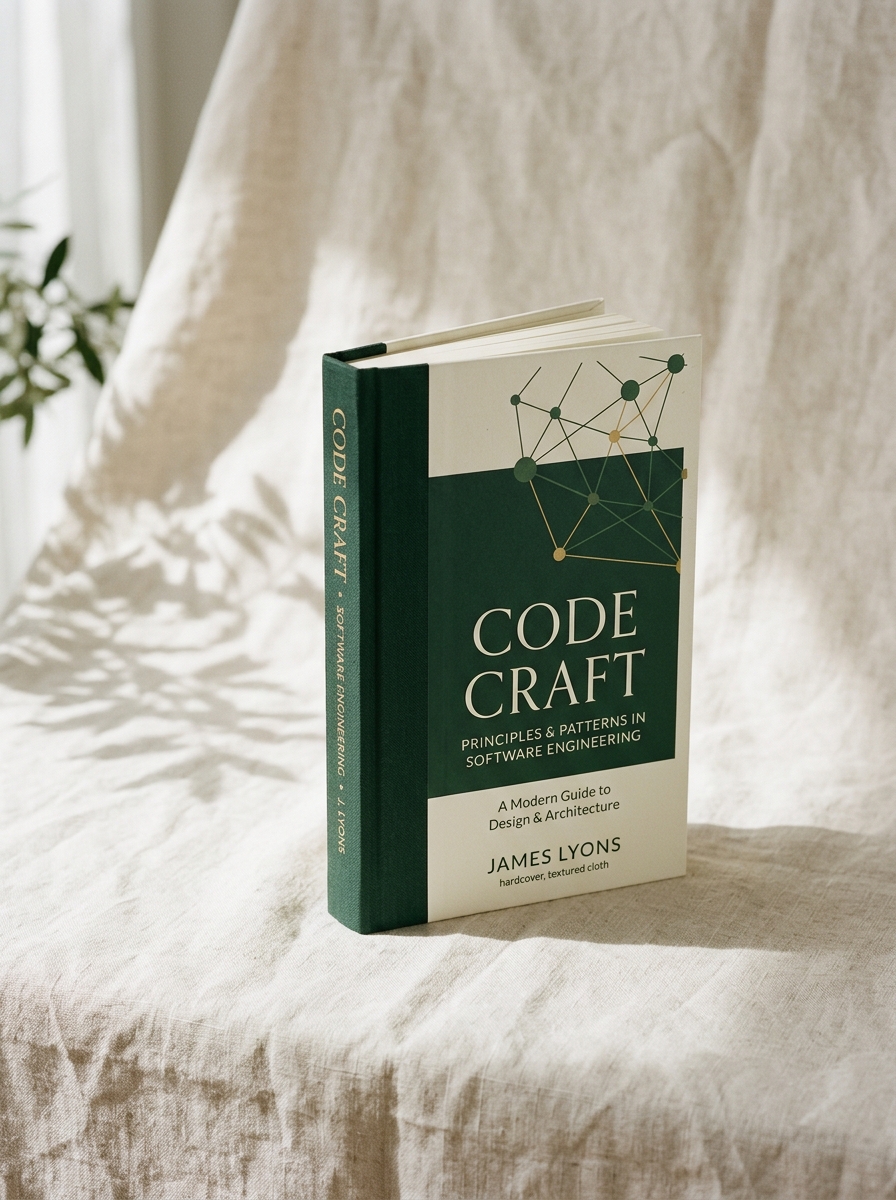 CODE CRAFT • SOFTWARE ENGINEERING • J. LYONS
CODE
CRAFT
PRINCIPLES & PATTERNS IN
SOFTWARE ENGINEERING
A Modern Guide to
Design & Architecture
JAMES LYONS
hardcover, textured cloth